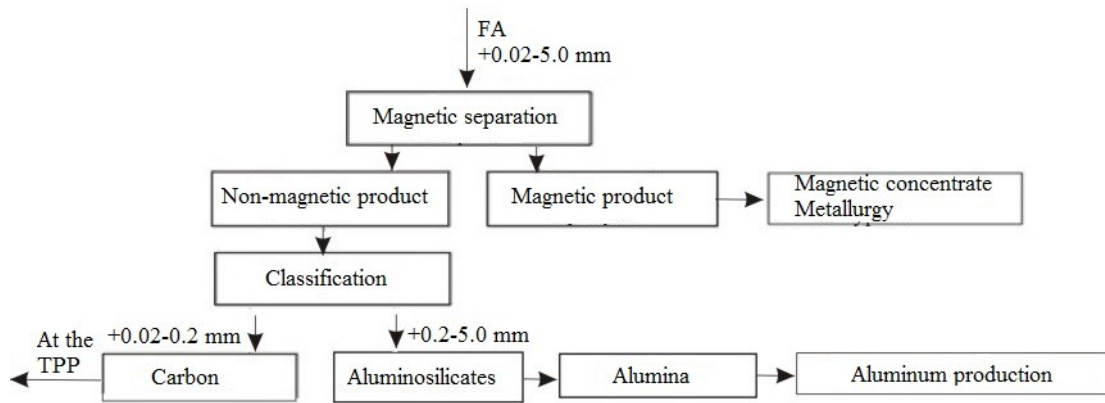 FA
+0.02-5.0 mm
Magnetic separation
Non-magnetic product
Magnetic product
Magnetic concentrate
Metallurgy
Classification
At the
TPP
+0.02-0.2 mm
+0.2-5.0 mm
Carbon
Aluminosilicates
Alumina
Aluminum production